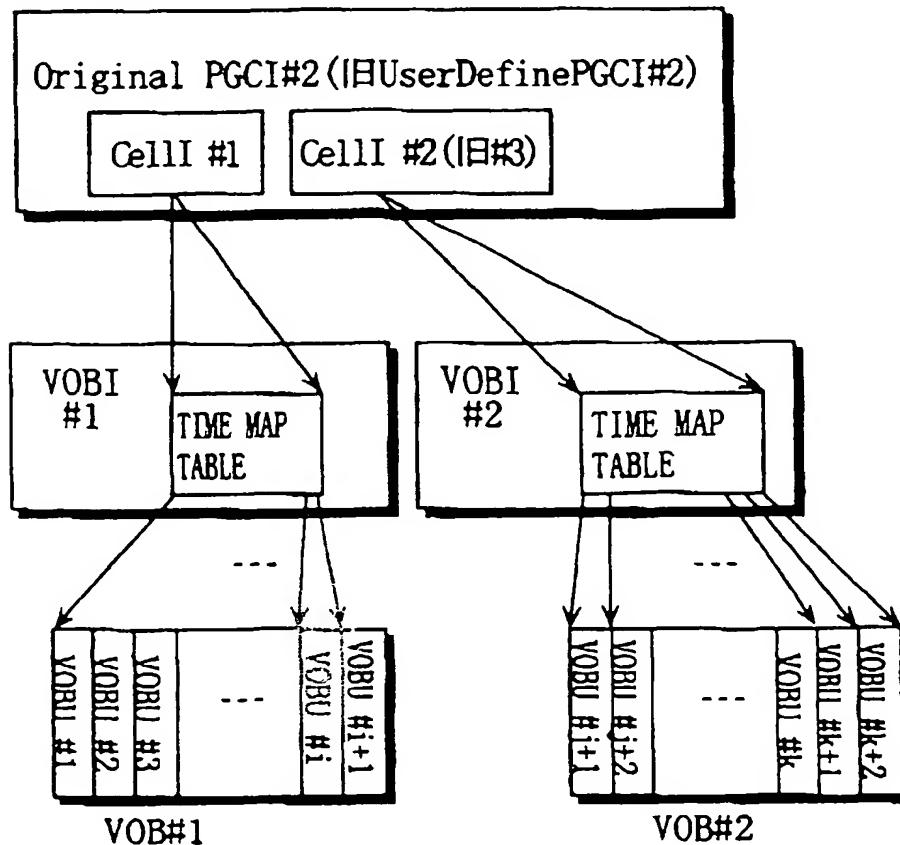 Original PGCI#2(旧UserDefinePGCI#2)
CellI #1
CellI #2(旧#3)
VOBI
#1
TIME MAP
TABLE
VOBI
#2
TIME MAP
TABLE
---
---
VOBU #1
VOBU #2
VOBU #3
---
VOBU #i
VOBU #i+1
VOBU #j+1
VOBU #j+2
---
VOBU #k
VOBU #k+1
VOBU #k+2
VOB#1
VOB#2